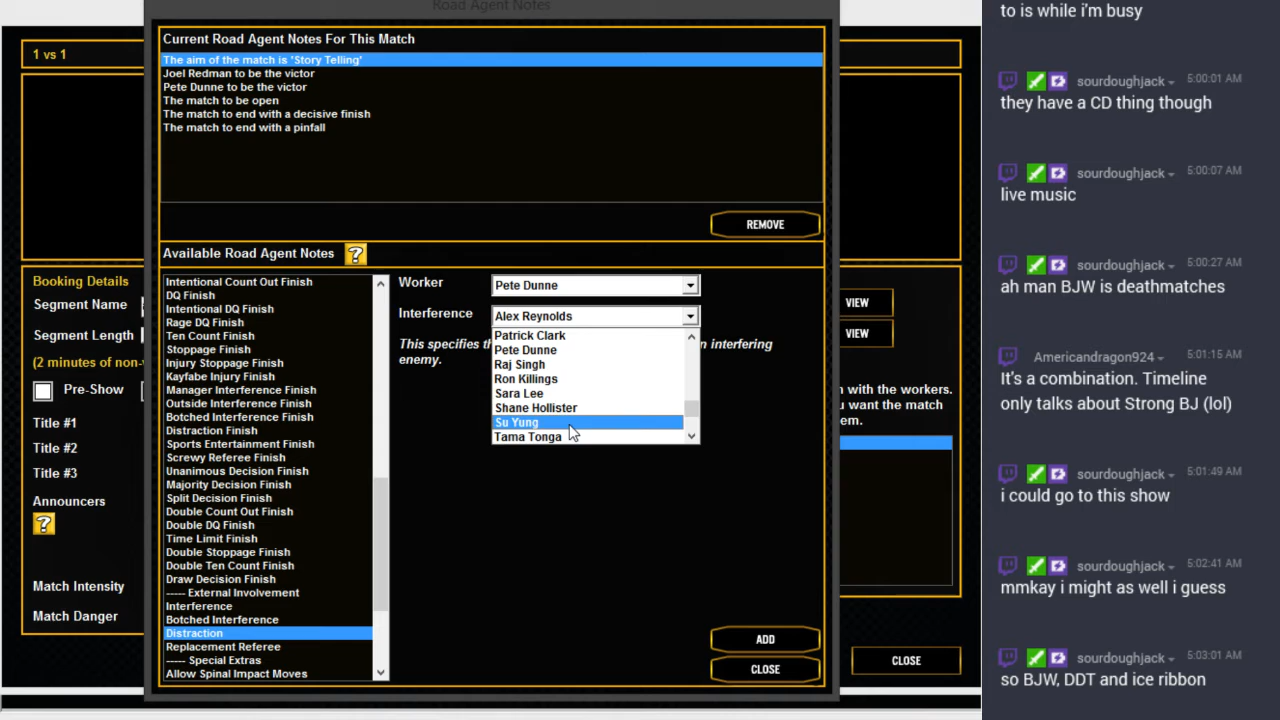 Road Agent Notes
1 vs 1
Current Road Agent Notes For This Match
The aim of the match is 'Story Telling'
Joel Redman to be the victor
Pete Dunne to be the victor
The match to be open
The match to end with a decisive finish
The match to end with a pinfall
REMOVE
Available Road Agent Notes ?
Intentional Count Out Finish
DQ Finish
Intentional DQ Finish
Rage DQ Finish
Ten Count Finish
Stoppage Finish
Injury Stoppage Finish
Kayfabe Injury Finish
Manager Interference Finish
Outside Interference Finish
Botched Interference Finish
Distraction Finish
Sports Entertainment Finish
Screwy Referee Finish
Unanimous Decision Finish
Majority Decision Finish
Split Decision Finish
Double Count Out Finish
Double DQ Finish
Time Limit Finish
Double Stoppage Finish
Double Ten Count Finish
Draw Decision Finish
----- External Involvement
Interference
Botched Interference
Distraction
Replacement Referee
----- Special Extras
Allow Spinal Impact Moves
Worker
Pete Dunne
Interference
Alex Reynolds
Patrick Clark
Pete Dunne
Raj Singh
Ron Killings
Sara Lee
Shane Hollister
Su Yung
Tama Tonga
This specifies th
n interfering
enemy.
ADD
CLOSE
Booking Details
Segment Name
Segment Length
(2 minutes of non-
Pre-Show
Title #1
Title #2
Title #3
Announcers
?
Match Intensity
Match Danger
VIEW
VIEW
n with the workers.
u want the match
em.
CLOSE
to is while i'm busy
sourdoughjack 5:00:01 AM
they have a CD thing though
sourdoughjack 5:00:07 AM
live music
sourdoughjack 5:00:27 AM
ah man BJW is deathmatches
Americandragon924 5:01:15 AM
It's a combination. Timeline
only talks about Strong BJ (lol)
sourdoughjack 5:01:49 AM
i could go to this show
sourdoughjack 5:02:41 AM
mmkay i might as well i guess
sourdoughjack 5:03:01 AM
so BJW, DDT and ice ribbon